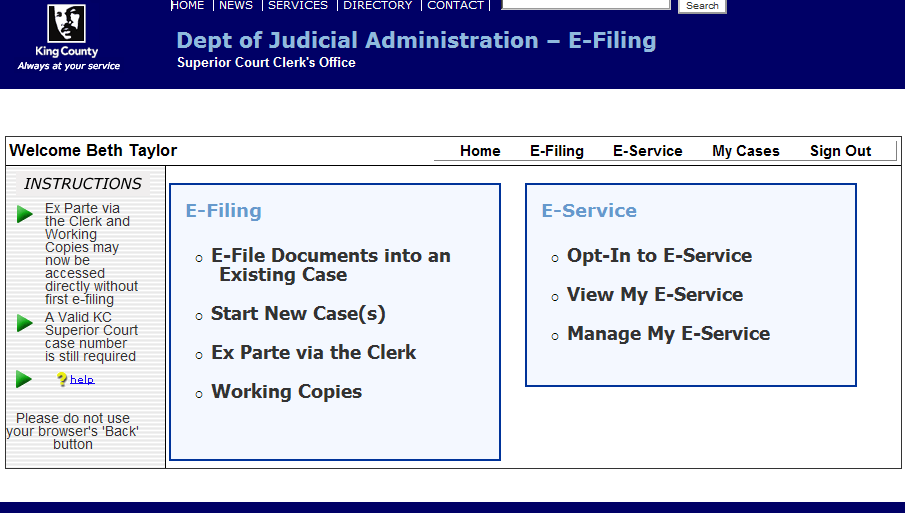 HOME | NEWS | SERVICES | DIRECTORY | CONTACT | Search
King County
Always at your service
Dept of Judicial Administration – E-Filing
Superior Court Clerk's Office
Welcome Beth Taylor
Home E-Filing E-Service My Cases Sign Out
INSTRUCTIONS
Ex Parte via
the Clerk and
Working
Copies may
now be
accessed
directly without
first e-filing
A Valid KC
Superior Court
case number
is still required
? help
Please do not use
your browser's 'Back'
button
E-Filing
E-File Documents into an
Existing Case
Start New Case(s)
Ex Parte via the Clerk
Working Copies
E-Service
Opt-In to E-Service
View My E-Service
Manage My E-Service